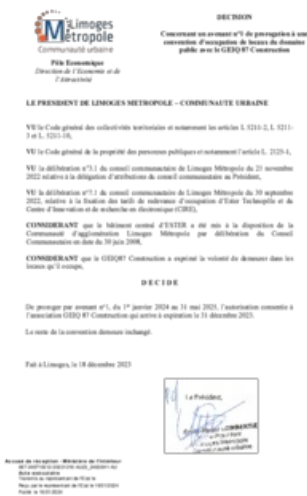 Limoges
Métropole
Communauté urbaine
Pôle Economique
Direction de l'Economie et de
l'Attractivité
DECISION
Concernant un avenant n°1 de prorogation à une
convention d'occupation de locaux du domaine
public avec le GEIQ 87 Construction
LE PRESIDENT DE LIMOGES METROPOLE – COMMUNAUTE URBAINE
VU le Code général des collectivités territoriales et notamment les articles L 5211-2, L 5211-
VU le Code général de la propriété des personnes publiques et notamment l'article L. 2125-1,
VU la délibération n°3.1 du conseil communautaire de Limoges Métropole du 25 novembre
2022 relative à la délégation d'attributions du conseil communautaire au Président,
VU la délibération n°7.1 du conseil communautaire de Limoges Métropole du 30 septembre
2022, relative à la fixation des tarifs de redevance d'occupation d'Ester Technopole et du
Centre d'Innovation et de recherche en électronique (CIRE),
CONSIDERANT que le bâtiment central d'ESTER a été mis à la disposition de la
Communauté d'agglomération Limoges Métropole par délibération du Conseil
Communautaire en date du 30 juin 2008,
CONSIDERANT que le GEIQ87 Construction a exprimé la volonté de demeurer dans les
locaux qu'il occupe,
DECIDE
De proroger par avenant n°1, du 1er janvier 2024 au 31 mai 2025, l'autorisation consentie à
l'association GEIQ 87 Construction qui arrive à expiration le 31 décembre 2023.
Le reste de la convention demeure inchangé.
Fait à Limoges, le 18 décembre 2023
Le Président,
Accusé de réception - Ministère de l'Intérieur
Acte exécutoire